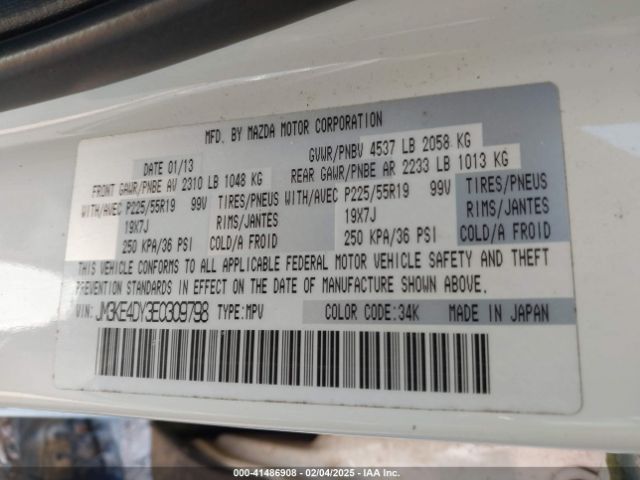 MFD. BY MAZDA MOTOR CORPORATION
DATE 01/13 GVWR/PNBV 4537 LB 2058 KG
FRONT GAWR/PNBE AV 2310 LB 1048 KG REAR GAWR/PNBE AR 2233 LB 1013 KG
WITH/AVEC P225/55R19 99V TIRES/PNEUS WITH/AVEC P225/55R19 99V TIRES/PNEUS
19X7J RIMS/JANTES 19X7J RIMS/JANTES
250 KPA/36 PSI COLD/A FROID 250 KPA/36 PSI COLD/A FROID
THIS VEHICLE CONFORMS TO ALL APPLICABLE FEDERAL MOTOR VEHICLE SAFETY AND THEFT
PREVENTION STANDARDS IN EFFECT ON THE DATE OF MANUFACTURE SHOWN ABOVE.
VIN: JM3KE4DY3E0309798 TYPE:MPV COLOR CODE:34K MADE IN JAPAN
000-41486908 - 02/04/2025 - IAA Inc.